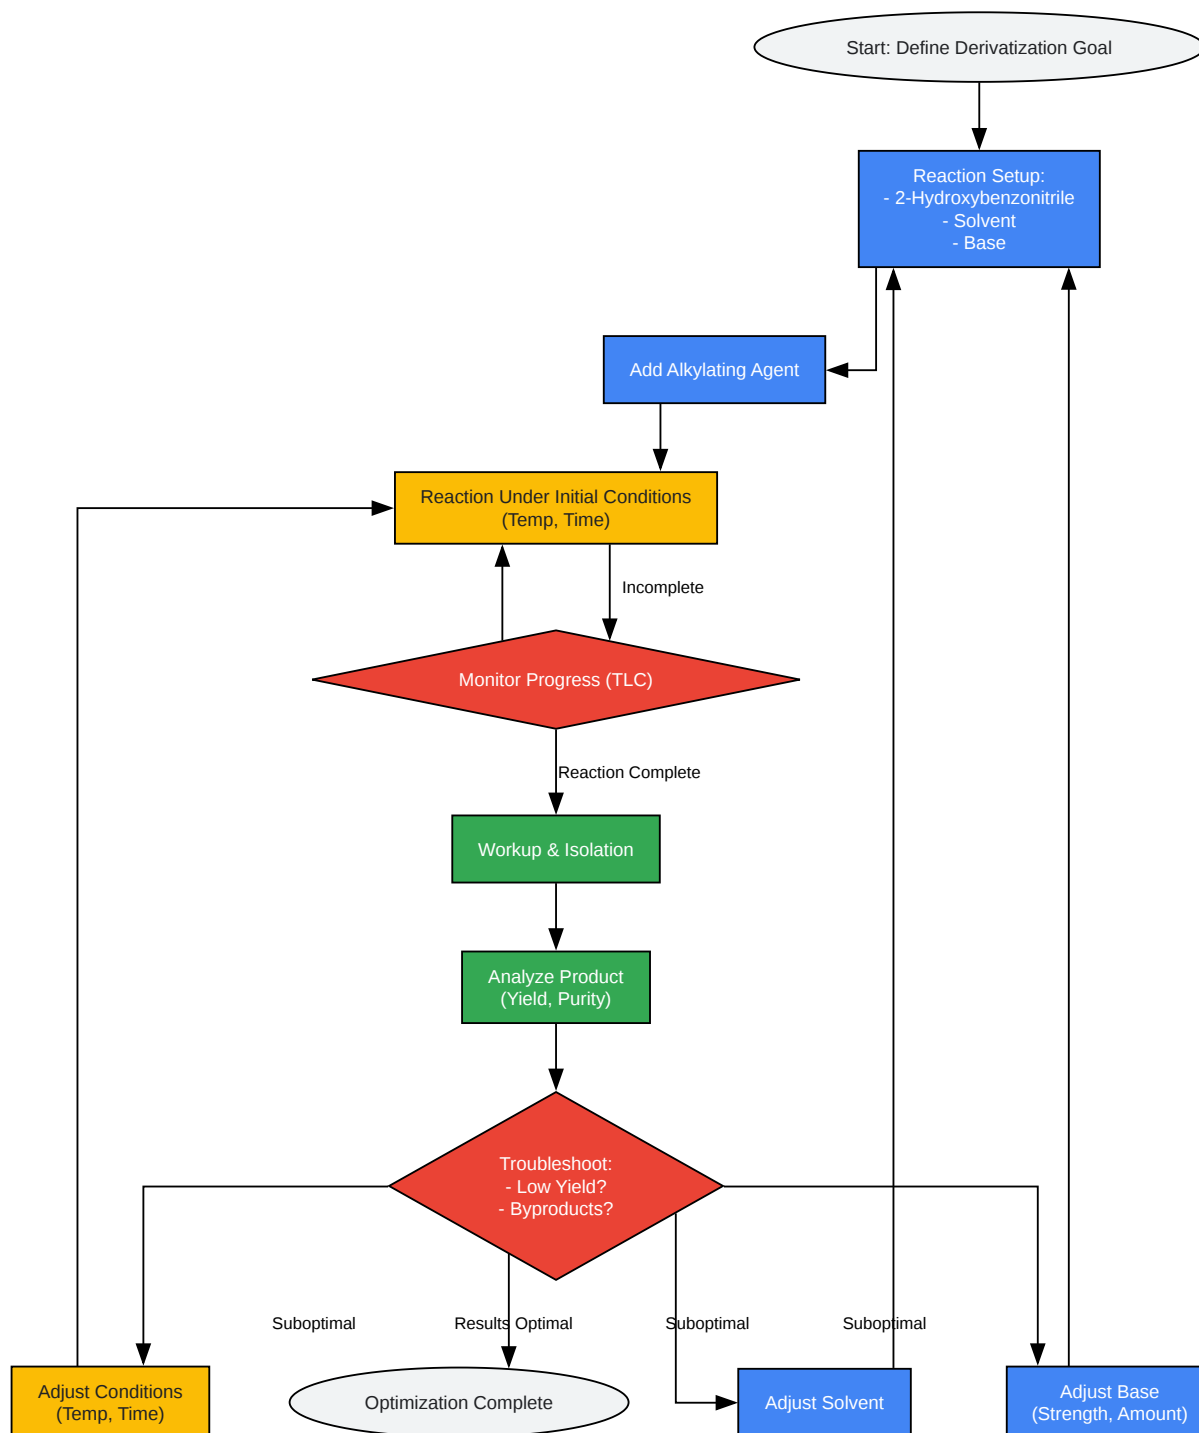 Start: Define Derivatization Goal
Reaction Setup:
- 2-Hydroxybenzonitrile
- Solvent
- Base
Add Alkylating Agent
Reaction Under Initial Conditions
(Temp, Time)
Incomplete
Monitor Progress (TLC)
Reaction Complete
Workup & Isolation
Analyze Product
(Yield, Purity)
Troubleshoot:
- Low Yield?
- Byproducts?
Suboptimal
Results Optimal
Suboptimal
Suboptimal
Adjust Conditions
(Temp, Time)
Optimization Complete
Adjust Solvent
Adjust Base
(Strength, Amount)